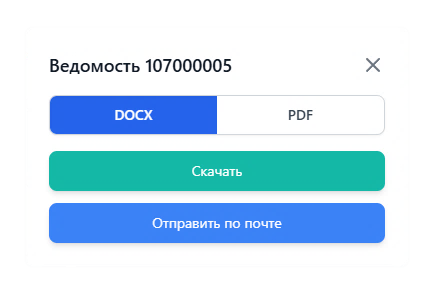 Ведомость 107000005
DOCX
PDF
Скачать
Отправить по почте